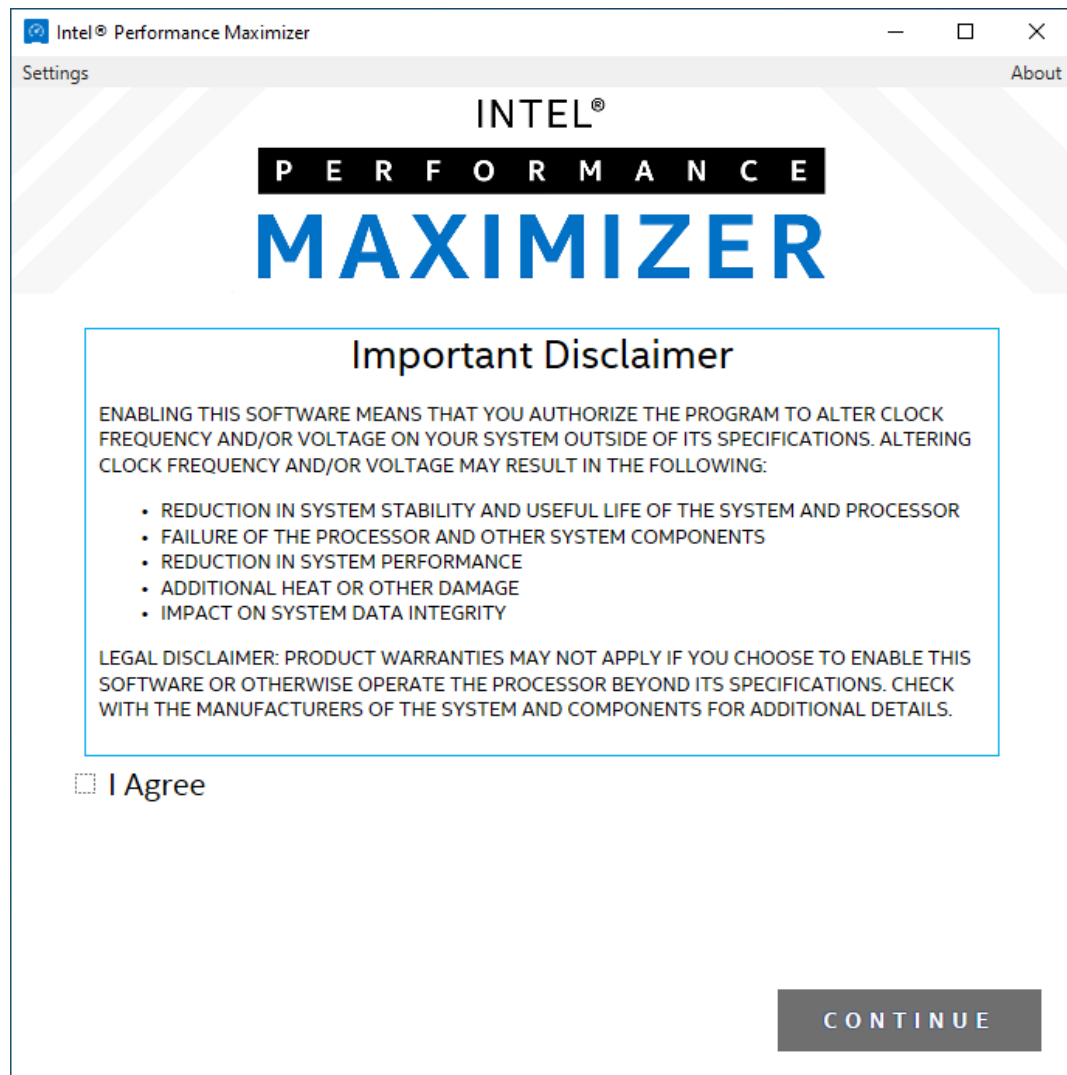 Intel® Performance Maximizer
Settings About
INTEL®
PERFORMANCE
MAXIMIZER
Important Disclaimer
ENABLING THIS SOFTWARE MEANS THAT YOU AUTHORIZE THE PROGRAM TO ALTER CLOCK
FREQUENCY AND/OR VOLTAGE ON YOUR SYSTEM OUTSIDE OF ITS SPECIFICATIONS. ALTERING
CLOCK FREQUENCY AND/OR VOLTAGE MAY RESULT IN THE FOLLOWING:
• REDUCTION IN SYSTEM STABILITY AND USEFUL LIFE OF THE SYSTEM AND PROCESSOR
• FAILURE OF THE PROCESSOR AND OTHER SYSTEM COMPONENTS
• REDUCTION IN SYSTEM PERFORMANCE
• ADDITIONAL HEAT OR OTHER DAMAGE
• IMPACT ON SYSTEM DATA INTEGRITY
LEGAL DISCLAIMER: PRODUCT WARRANTIES MAY NOT APPLY IF YOU CHOOSE TO ENABLE THIS
SOFTWARE OR OTHERWISE OPERATE THE PROCESSOR BEYOND ITS SPECIFICATIONS. CHECK
WITH THE MANUFACTURERS OF THE SYSTEM AND COMPONENTS FOR ADDITIONAL DETAILS.
I Agree
CONTINUE